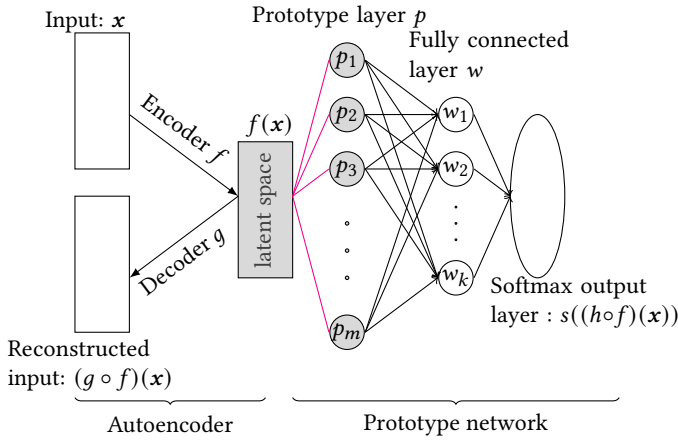 Input: x
Prototype layer p
Fully connected
layer w
Encoder f
f(x)
latent space
Decoder g
p1
p2
p3
pm
w1
w2
wk
Softmax output
layer : s((h∘f)(x))
Reconstructed
input: (g ∘ f)(x)
Autoencoder
Prototype network